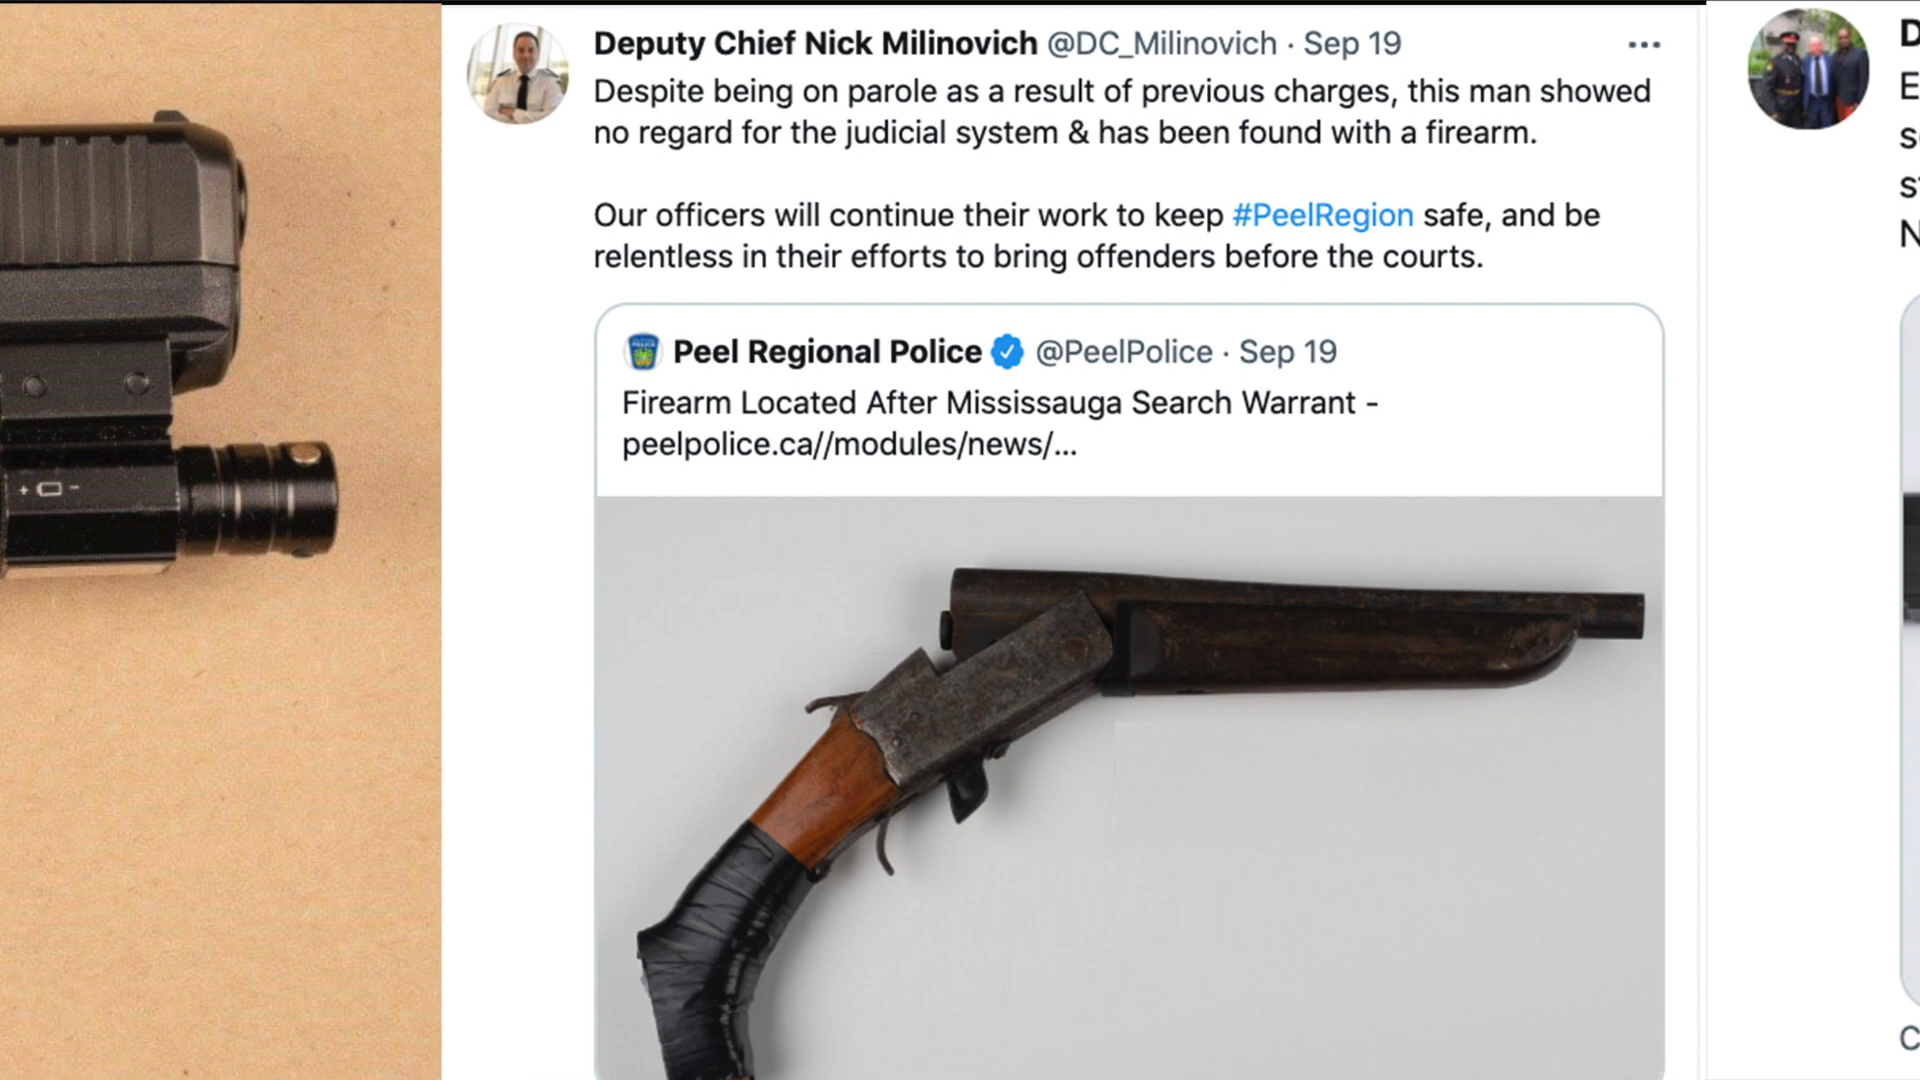 Deputy Chief Nick Milinovich @DC_Milinovich · Sep 19
Despite being on parole as a result of previous charges, this man showed
no regard for the judicial system & has been found with a firearm.
Our officers will continue their work to keep #PeelRegion safe, and be
relentless in their efforts to bring offenders before the courts.
Peel Regional Police @PeelPolice · Sep 19
Firearm Located After Mississauga Search Warrant -
peelpolice.ca//modules/news/...